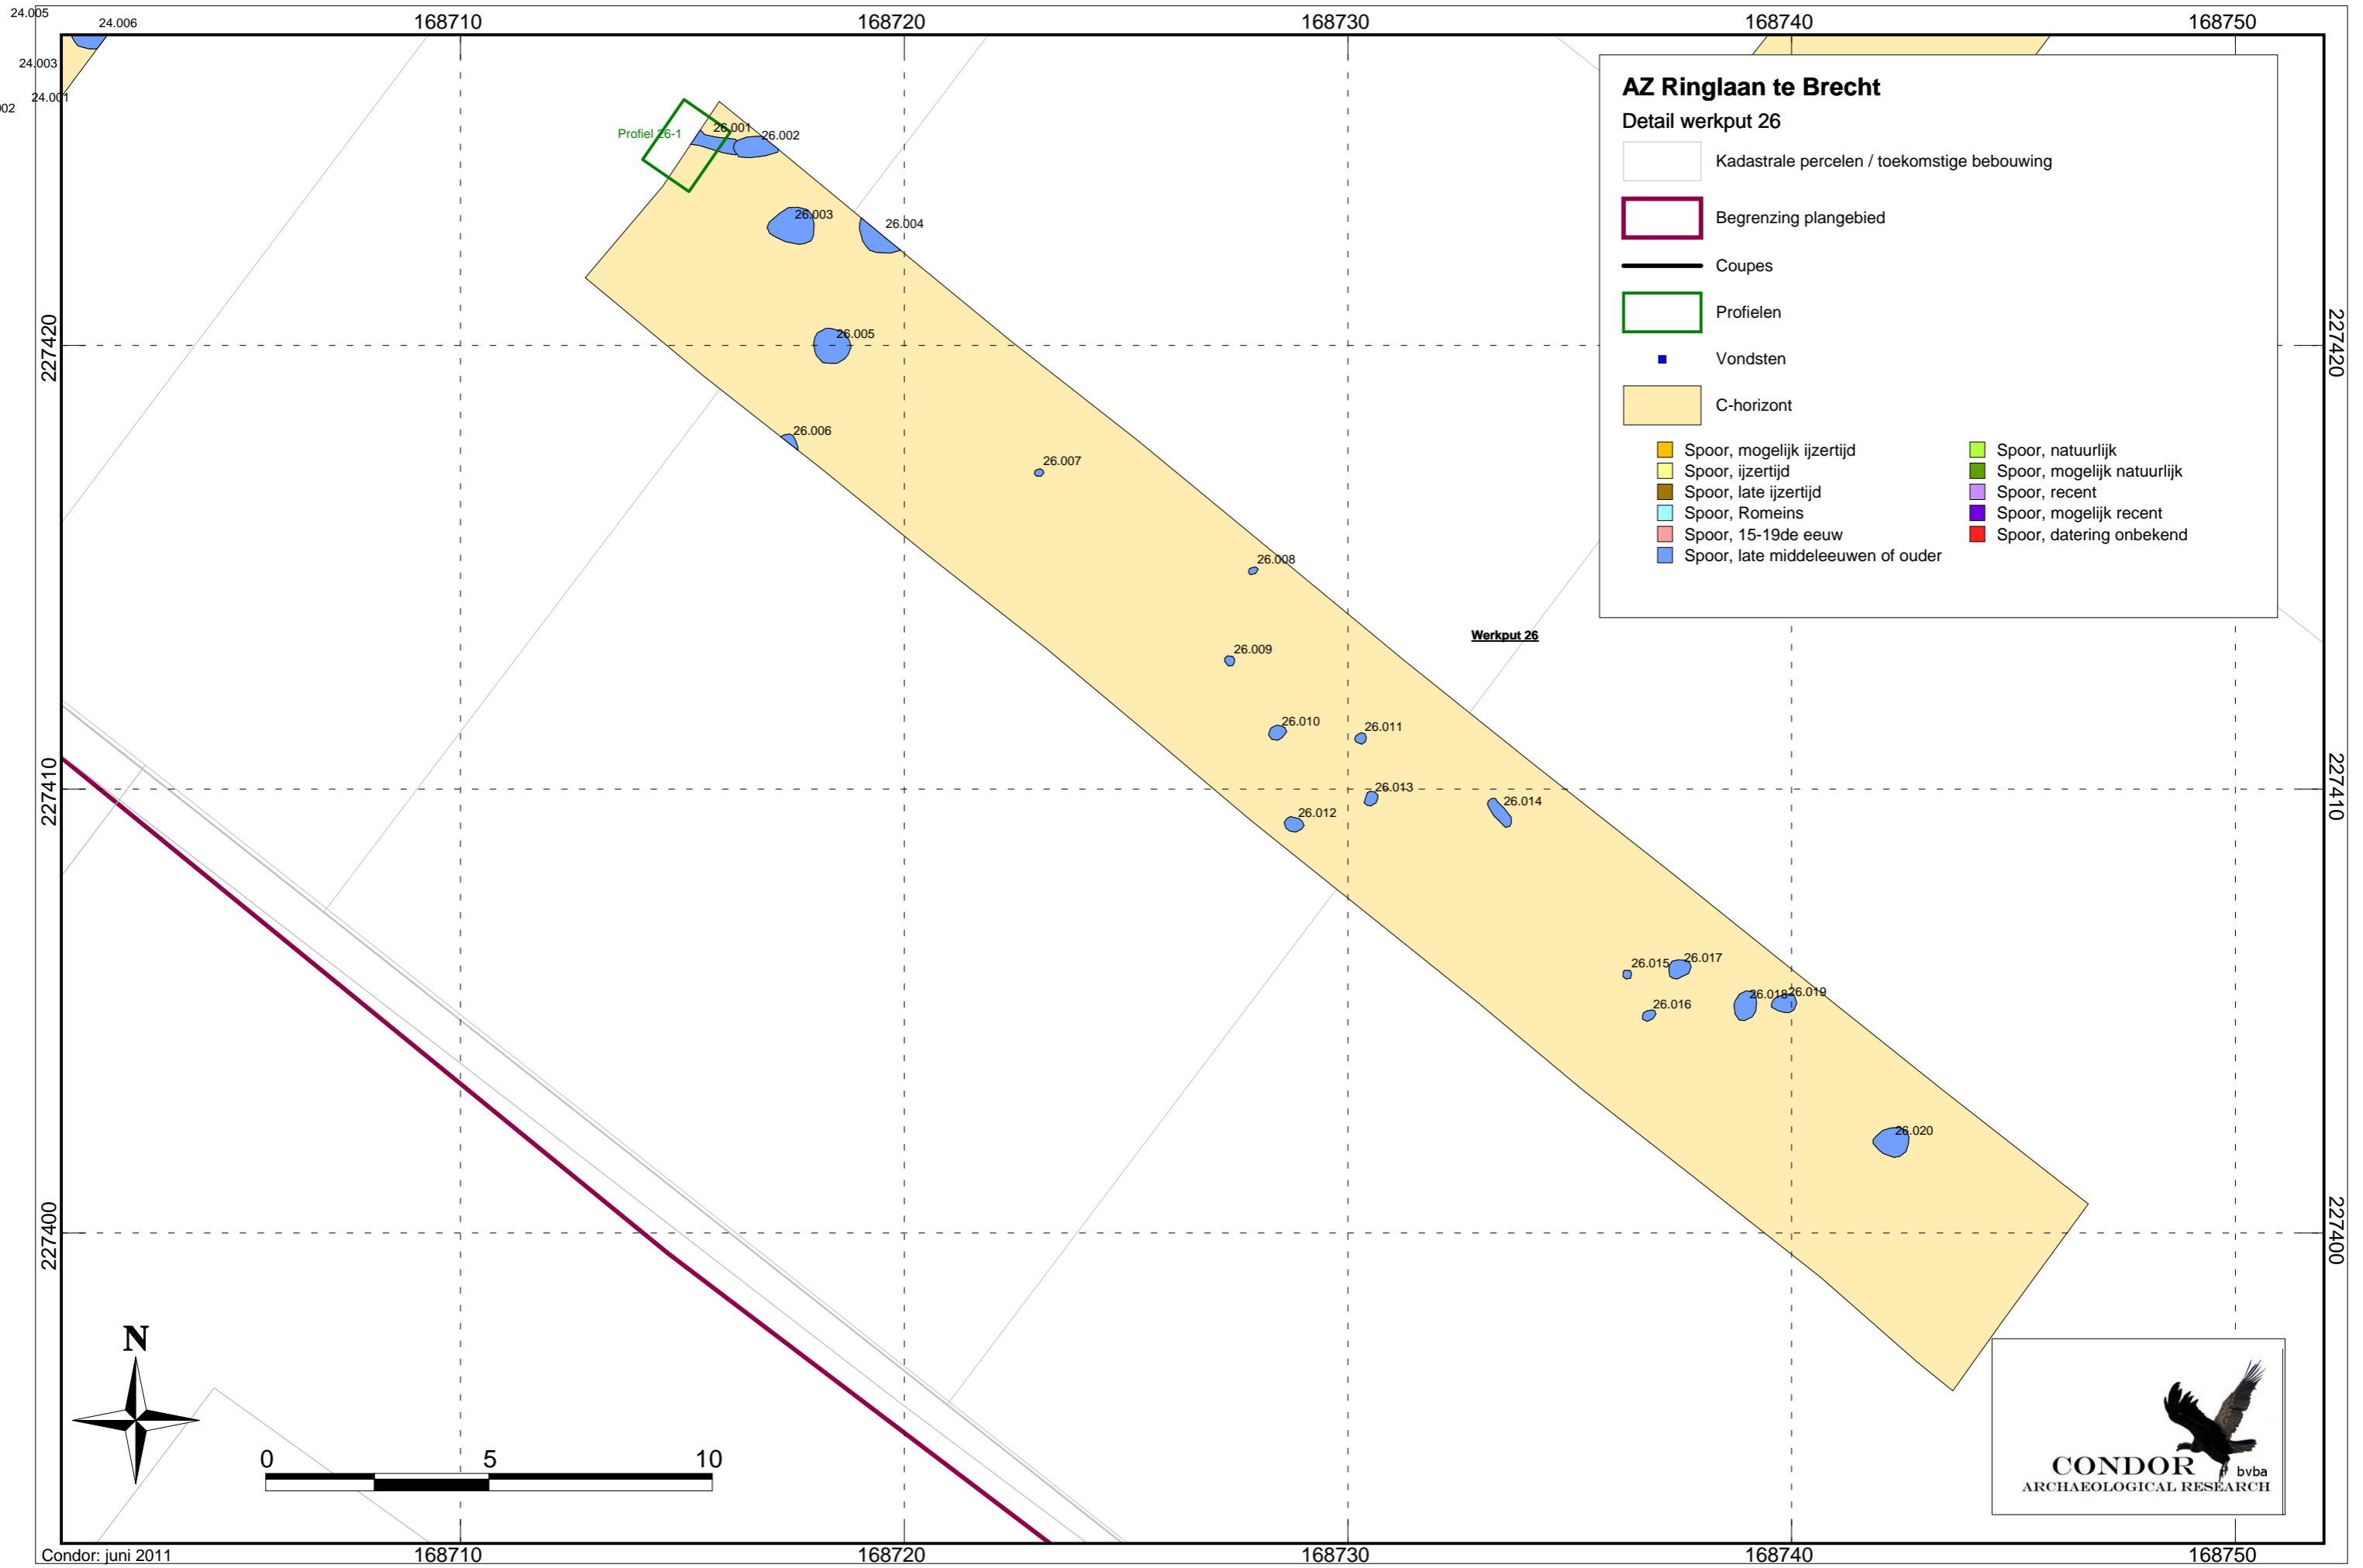 168710
168720
168730
168740
168750
24.005
24.006
24.003
24.001
002
AZ Ringlaan te Brecht
Detail werkput 26
Kadastrale percelen / toekomstige bebouwing
Begrenzing plangebied
Coupes
Profielen
Vondsten
C-horizont
Spoor, mogelijk ijzertijd
Spoor, ijzertijd
Spoor, late ijzertijd
Spoor, Romeins
Spoor, 15-19de eeuw
Spoor, late middeleeuwen of ouder
Spoor, natuurlijk
Spoor, mogelijk natuurlijk
Spoor, recent
Spoor, mogelijk recent
Spoor, datering onbekend
Profiel 26-1
26.001
26.002
26.003
26.004
26.005
26.006
26.007
26.008
26.009
26.010
26.011
26.012
26.013
26.014
26.015
26.016
26.017
26.018
26.019
26.020
Werkput 26
227420
227420
227410
227410
227400
227400
N
0
5
10
CONDOR
bvba
ARCHAEOLOGICAL RESEARCH
Condor: juni 2011
168710
168720
168730
168740
168750